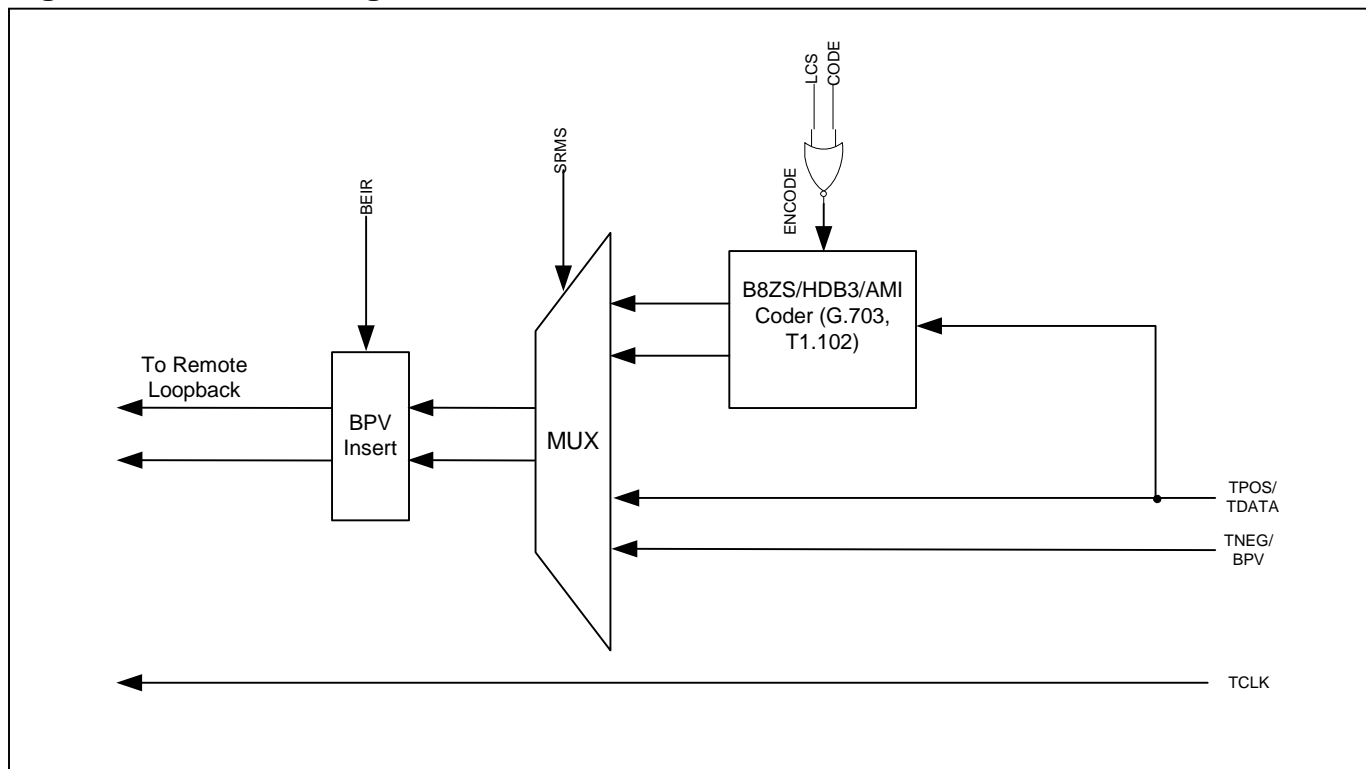 LCS
CODE
SRMS
BEIR
ENCODE
B8ZS/HDB3/AMI
Coder (G.703,
T1.102)
To Remote
Loopback
BPV
Insert
MUX
TPOS/
TDATA
TNEG/
BPV
TCLK